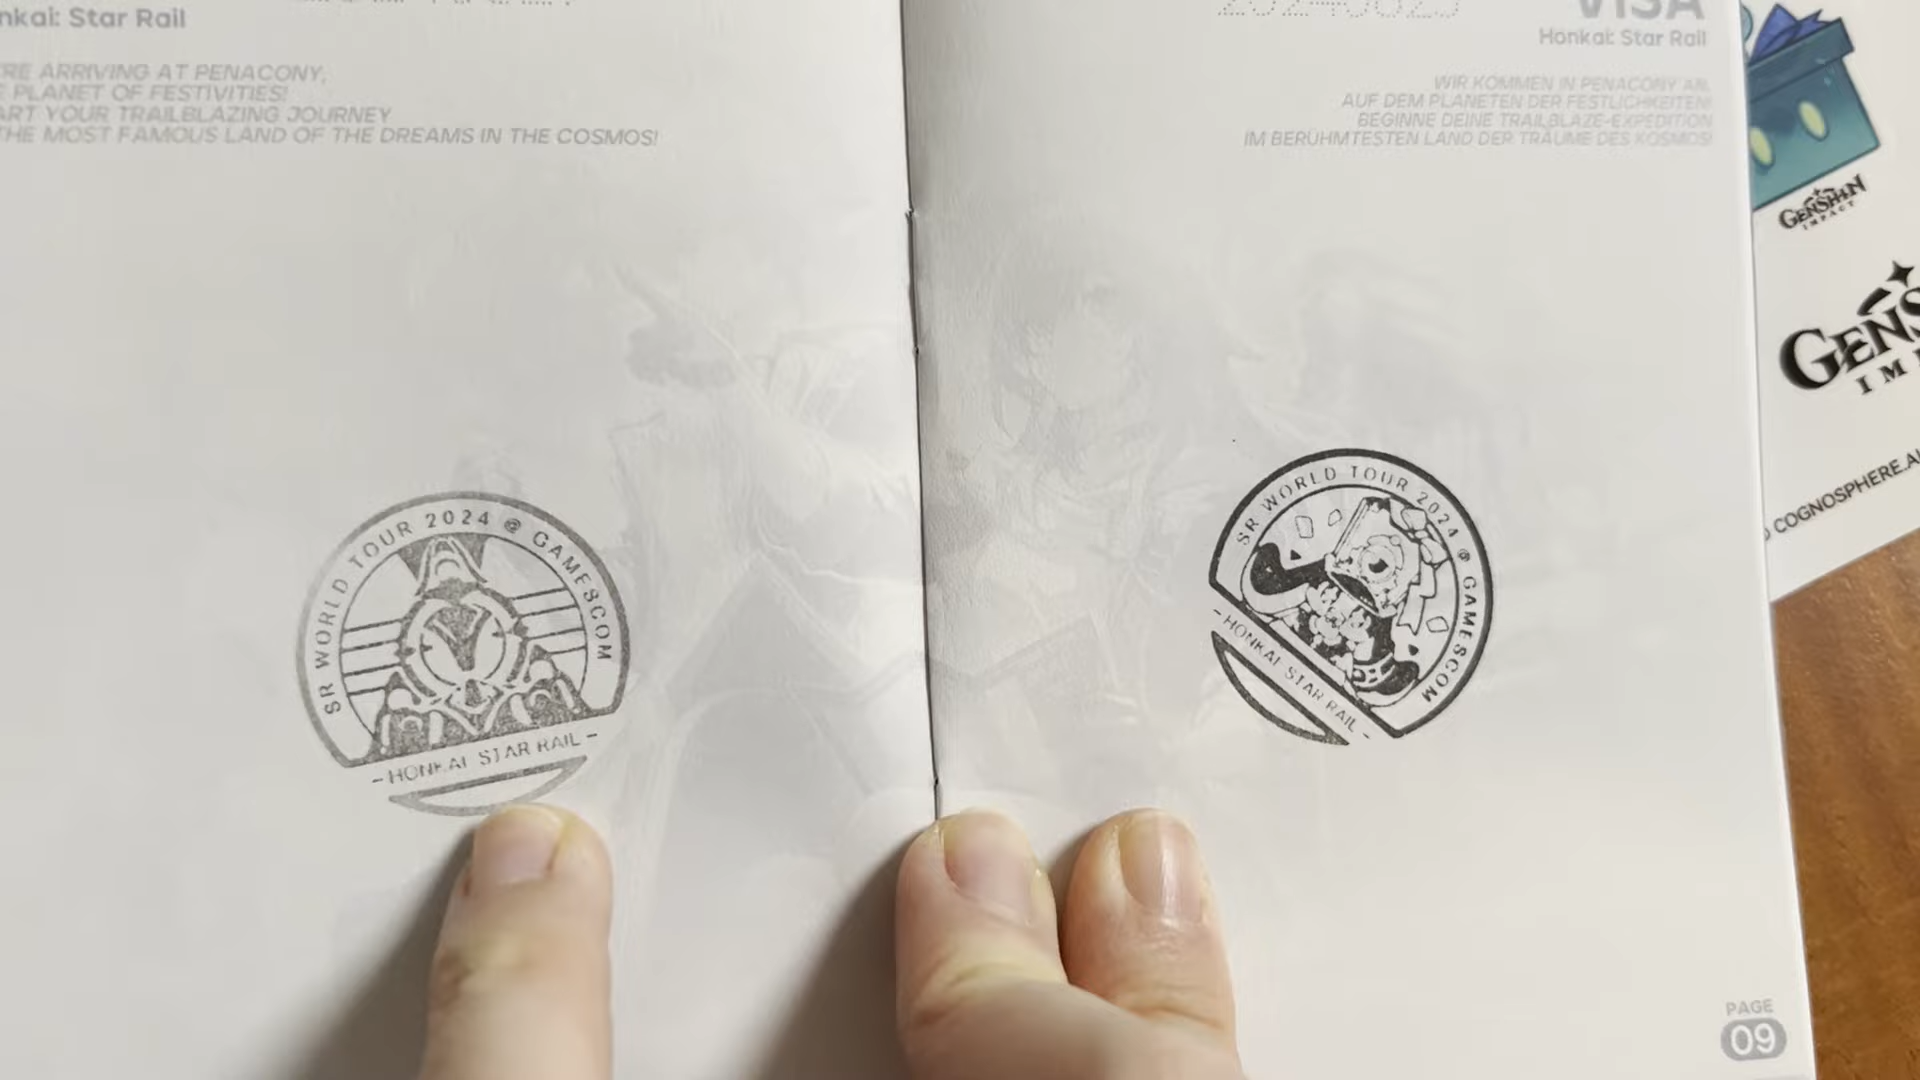 nkai: Star Rail
RE ARRIVING AT PENACONY,
E PLANET OF FESTIVITIES!
ART YOUR TRAILBLAZING JOURNEY
THE MOST FAMOUS LAND OF THE DREAMS IN THE COSMOS!
SR WORLD TOUR 2024 @ GAMESCOM
- HONKAI STAR RAIL -
20240823
VISA
Honkai: Star Rail
WIR KOMMEN IN PENACONY AN,
AUF DEM PLANETEN DER FESTLICHKEITEN!
BEGINNE DEINE TRAILBLAZE-EXPEDITION
IM BERÜHMTESTEN LAND DER TRÄUME DES KOSMOS!
SR WORLD TOUR 2024 @ GAMESCOM
- HONKAI STAR RAIL -
PAGE
09
GENSHIN
IMPACT
GENS
IM
COGNOSPHERE.